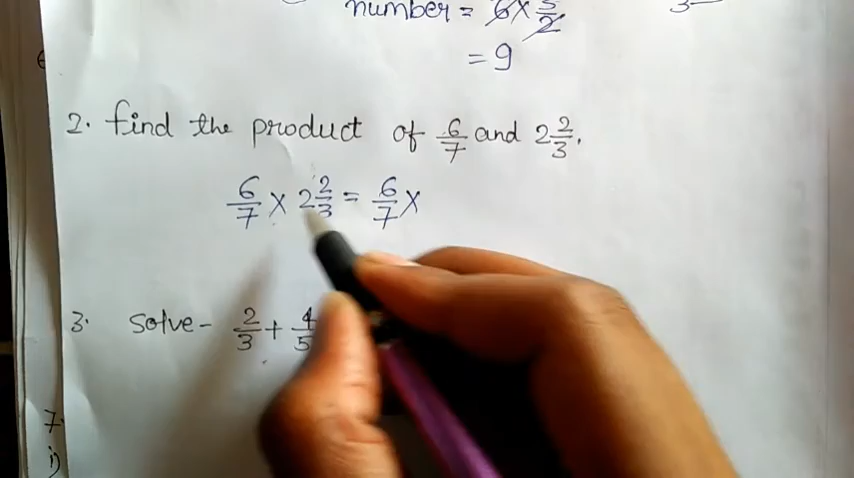 number = 6 × 3/2
= 9
2. find the product of 6/7 and 2 2/3.
6/7 × 2 2/3 = 6/7 ×
3. solve - 2/3 + 4/5
7.
i)